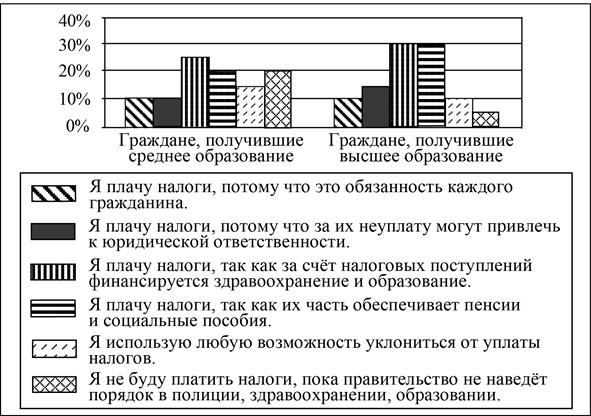 40%
30%
20%
10%
0%
Граждане, получившие
среднее образование
Граждане, получившие
высшее образование
Я плачу налоги, потому что это обязанность каждого
гражданина.
Я плачу налоги, потому что за их неуплату могут привлечь
к юридической ответственности.
Я плачу налоги, так как за счёт налоговых поступлений
финансируется здравоохранение и образование.
Я плачу налоги, так как их часть обеспечивает пенсии
и социальные пособия.
Я использую любую возможность уклониться от уплаты
налогов.
Я не буду платить налоги, пока правительство не наведёт
порядок в полиции, здравоохранении, образовании.